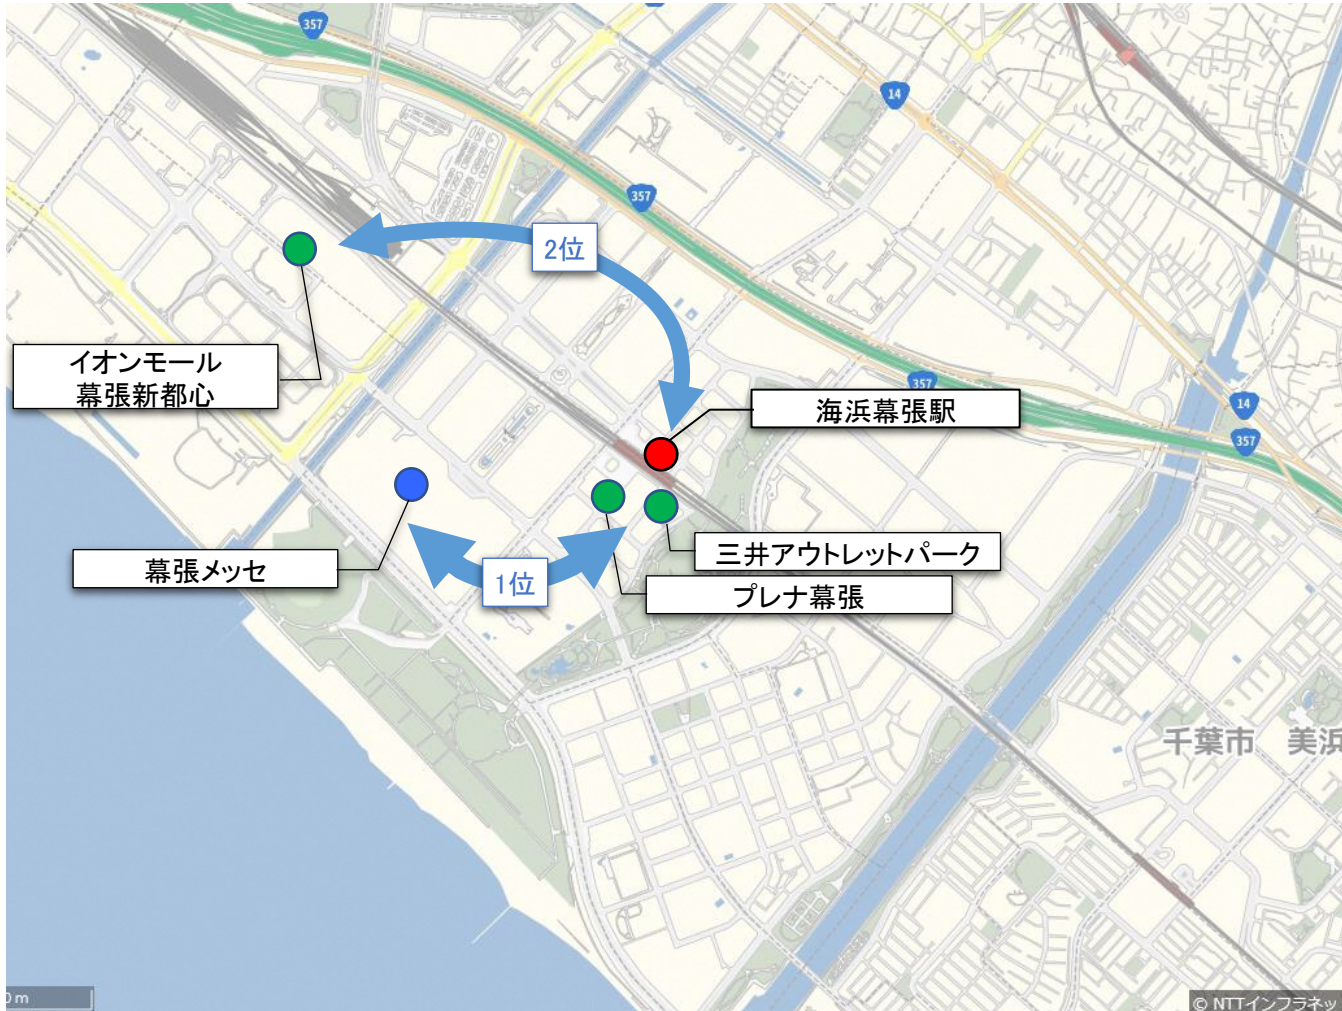 357
14
357
2位
イオンモール
幕張新都心
357
海浜幕張駅
14
357
三井アウトレットパーク
幕張メッセ
1位
プレナ幕張
千葉市 美浜
0 m
© NTTインフラネッ